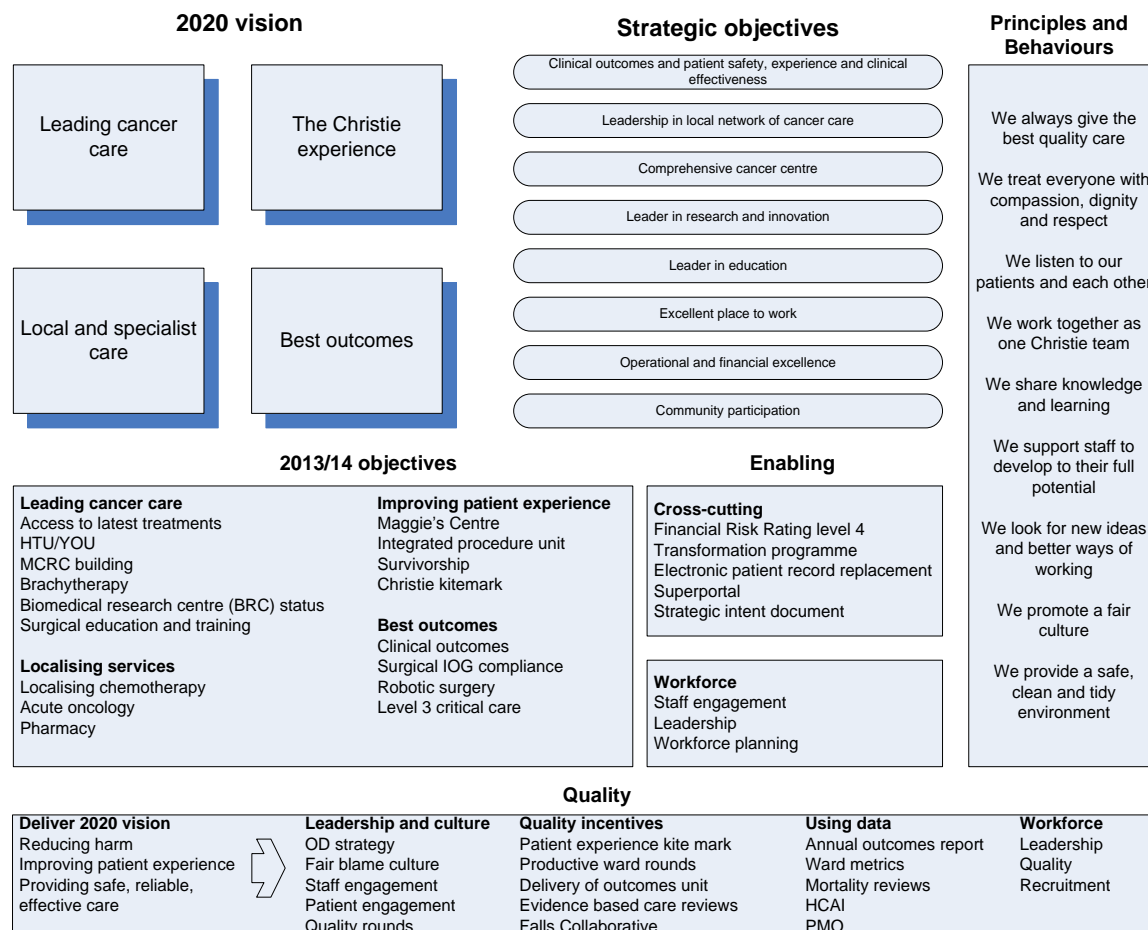 2020 vision
Leading cancer
care
The Christie
experience
Local and specialist
care
Best outcomes
Strategic objectives
Clinical outcomes and patient safety, experience and clinical
effectiveness
Leadership in local network of cancer care
Comprehensive cancer centre
Leader in research and innovation
Leader in education
Excellent place to work
Operational and financial excellence
Community participation
Principles and
Behaviours
We always give the
best quality care
We treat everyone with
compassion, dignity
and respect
We listen to our
patients and each other
We work together as
one Christie team
We share knowledge
and learning
We support staff to
develop to their full
potential
We look for new ideas
and better ways of
working
We promote a fair
culture
We provide a safe,
clean and tidy
environment
2013/14 objectives
Leading cancer care
Access to latest treatments
HTU/YOU
MCRC building
Brachytherapy
Biomedical research centre (BRC) status
Surgical education and training
Localising services
Localising chemotherapy
Acute oncology
Pharmacy
Improving patient experience
Maggie's Centre
Integrated procedure unit
Survivorship
Christie kitemark
Best outcomes
Clinical outcomes
Surgical IOG compliance
Robotic surgery
Level 3 critical care
Enabling
Cross-cutting
Financial Risk Rating level 4
Transformation programme
Electronic patient record replacement
Superportal
Strategic intent document
Workforce
Staff engagement
Leadership
Workforce planning
Quality
Deliver 2020 vision
Reducing harm
Improving patient experience
Providing safe, reliable,
effective care
Leadership and culture
OD strategy
Fair blame culture
Staff engagement
Patient engagement
Quality rounds
Quality incentives
Patient experience kite mark
Productive ward rounds
Delivery of outcomes unit
Evidence based care reviews
Falls Collaborative
Using data
Annual outcomes report
Ward metrics
Mortality reviews
HCAI
PMO
Workforce
Leadership
Quality
Recruitment